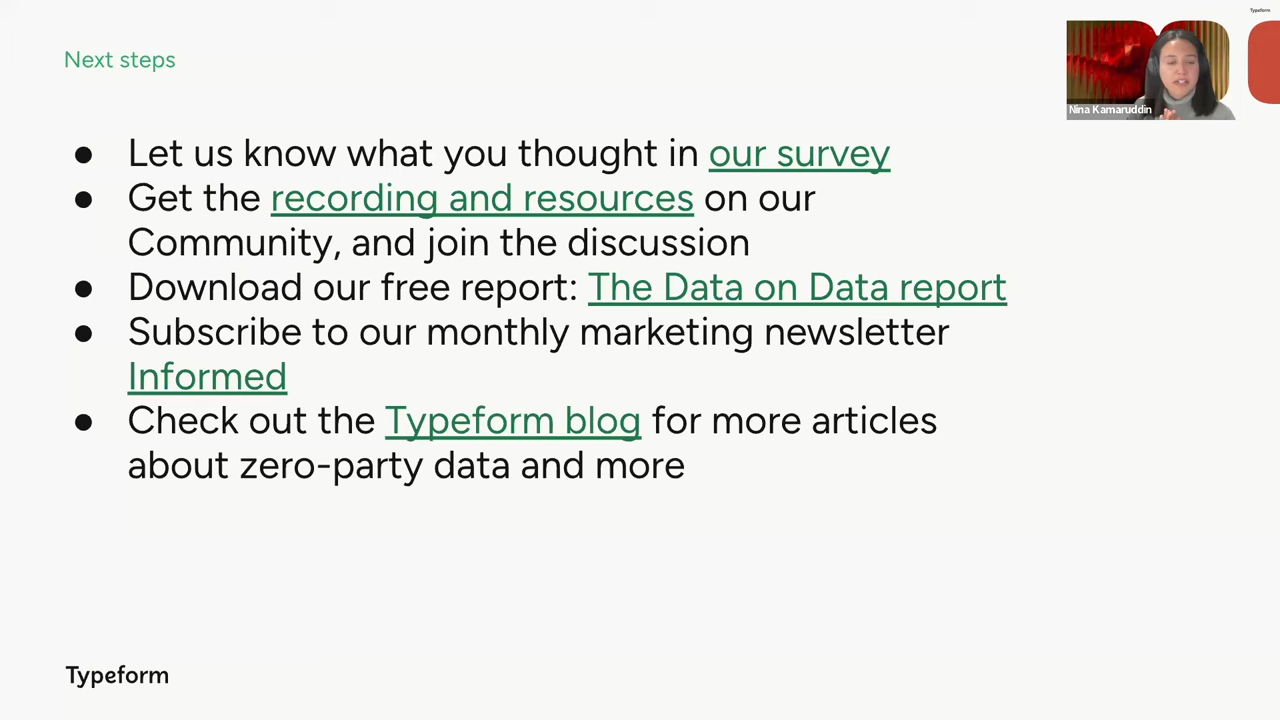 Typeform
Next steps
Nina Kamaruddin
● Let us know what you thought in our survey
● Get the recording and resources on our
Community, and join the discussion
● Download our free report: The Data on Data report
● Subscribe to our monthly marketing newsletter
Informed
● Check out the Typeform blog for more articles
about zero-party data and more
Typeform